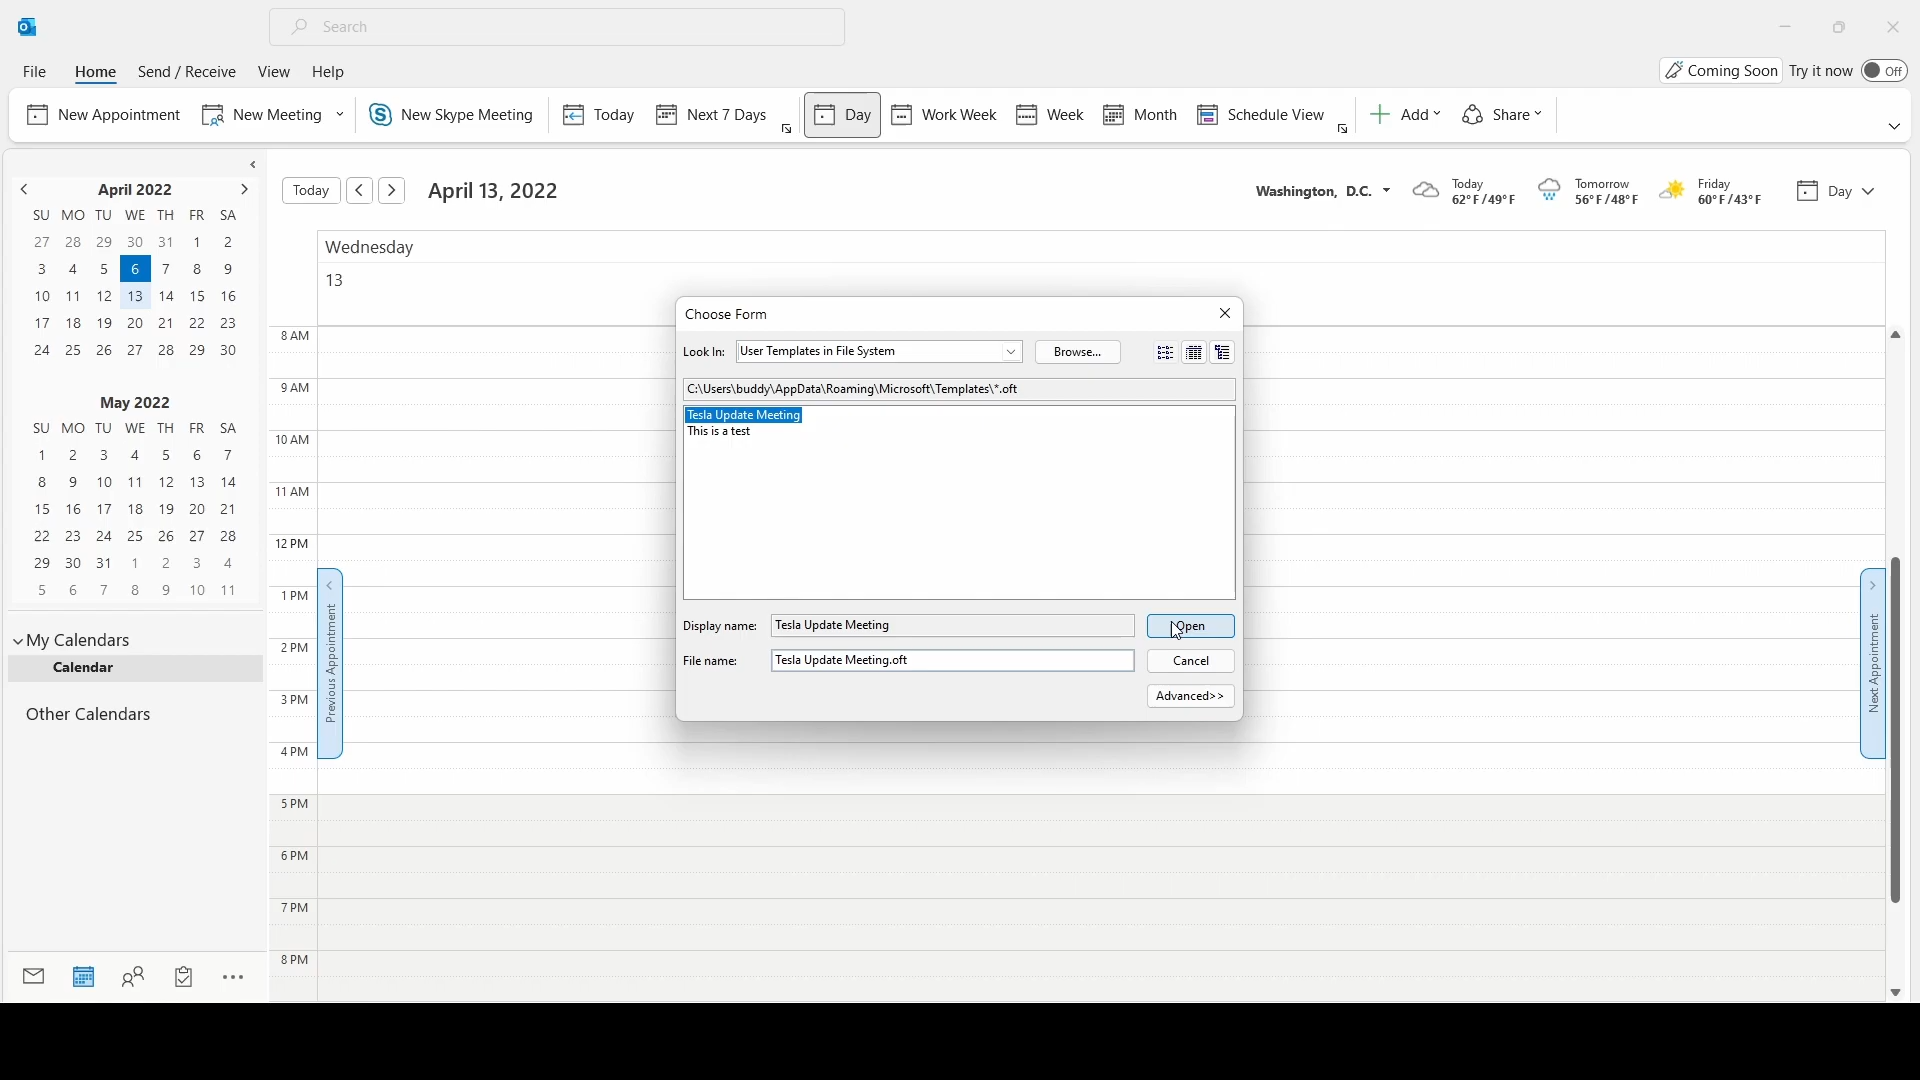 Search
File Home Send / Receive View Help
Coming Soon Try it now Off
New Appointment New Meeting New Skype Meeting Today Next 7 Days Day Work Week Week Month Schedule View Add Share
April 2022
SU MO TU WE TH FR SA
27 28 29 30 31 1 2
3 4 5 6 7 8 9
10 11 12 13 14 15 16
17 18 19 20 21 22 23
24 25 26 27 28 29 30
May 2022
SU MO TU WE TH FR SA
1 2 3 4 5 6 7
8 9 10 11 12 13 14
15 16 17 18 19 20 21
22 23 24 25 26 27 28
29 30 31 1 2 3 4
5 6 7 8 9 10 11
My Calendars
Calendar
Other Calendars
Today April 13, 2022
Washington, D.C.
Today
62°F/49°F
Tomorrow
56°F/48°F
Friday
60°F/43°F
Day
Wednesday
13
8 AM
9 AM
10 AM
11 AM
12 PM
1 PM
2 PM
3 PM
4 PM
5 PM
6 PM
7 PM
8 PM
Previous Appointment
Next Appointment
Choose Form
Look In: User Templates in File System Browse...
C:\Users\buddy\AppData\Roaming\Microsoft\Templates\*.oft
Tesla Update Meeting
This is a test
Display name: Tesla Update Meeting Open
File name: Tesla Update Meeting.oft Cancel
Advanced>>